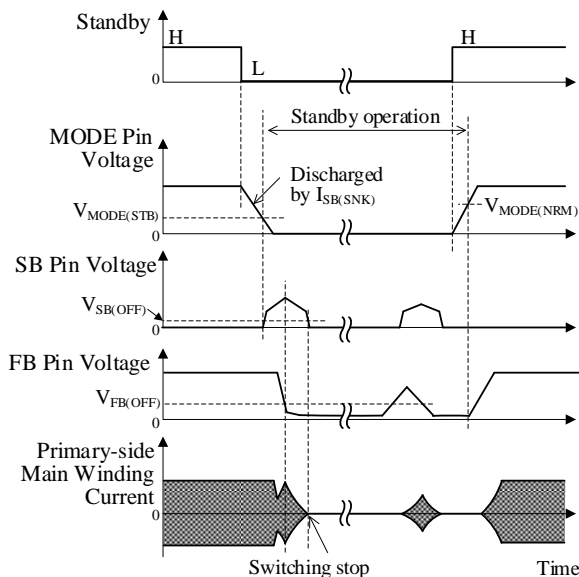 Standby
H
H
L
0
Standby operation
MODE Pin
Voltage
Discharged
by I_SB(SNK)
V_MODE(STB)
V_MODE(NRM)
0
SB Pin Voltage
V_SB(OFF)
0
FB Pin Voltage
V_FB(OFF)
0
Primary-side
Main Winding
Current
0
Switching stop
Time